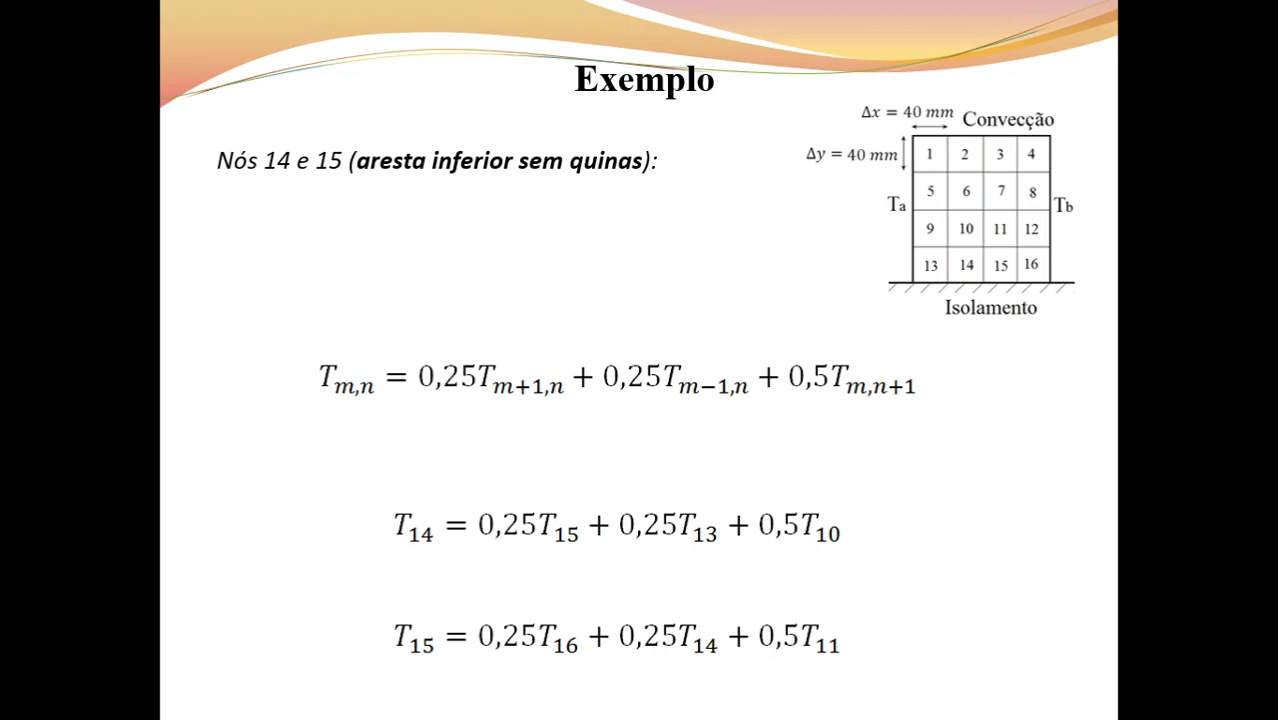 Exemplo
Nós 14 e 15 (aresta inferior sem quinas):
Δx = 40 mm
Convecção
Δy = 40 mm
1 2 3 4
5 6 7 8
Ta
Tb
9 10 11 12
13 14 15 16
Isolamento
T_{m,n} = 0,25T_{m+1,n} + 0,25T_{m−1,n} + 0,5T_{m,n+1}
T_{14} = 0,25T_{15} + 0,25T_{13} + 0,5T_{10}
T_{15} = 0,25T_{16} + 0,25T_{14} + 0,5T_{11}